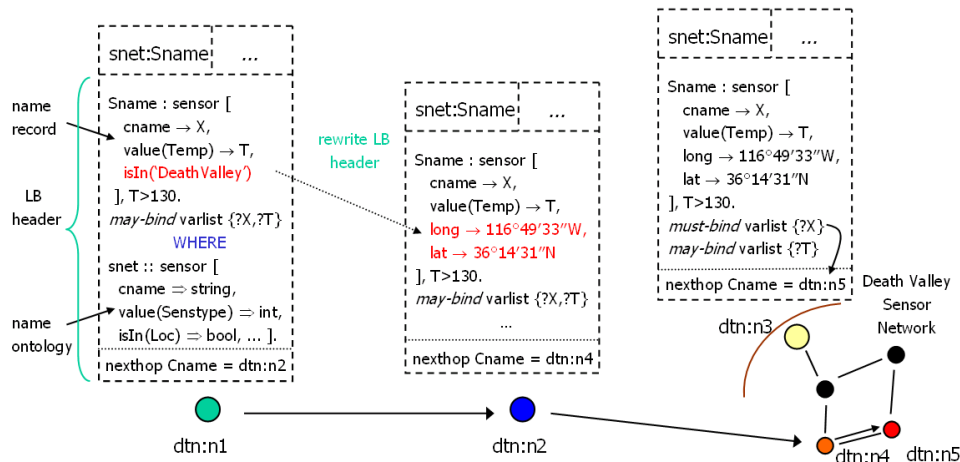 snet:Sname ...
name
record
LB
header
name
ontology
Sname : sensor [
cname → X,
value(Temp) → T,
isIn('DeathValley')
], T>130.
may-bind varlist {?X,?T}
WHERE
snet :: sensor [
cname ⇒ string,
value(Senstype) ⇒ int,
isIn(Loc) ⇒ bool, ... ].
nexthop Cname = dtn:n2
rewrite LB
header
snet:Sname ...
Sname : sensor [
cname → X,
value(Temp) → T,
long → 116°49'33"W,
lat → 36°14'31"N
], T>130.
may-bind varlist {?X,?T}
...
nexthop Cname = dtn:n4
snet:Sname ...
Sname : sensor [
cname → X,
value(Temp) → T,
long → 116°49'33"W,
lat → 36°14'31"N
], T>130.
must-bind varlist {?X}
may-bind varlist {?T}
nexthop Cname = dtn:n5
Death Valley
Sensor
Network
dtn:n3
dtn:n1
dtn:n2
dtn:n4
dtn:n5